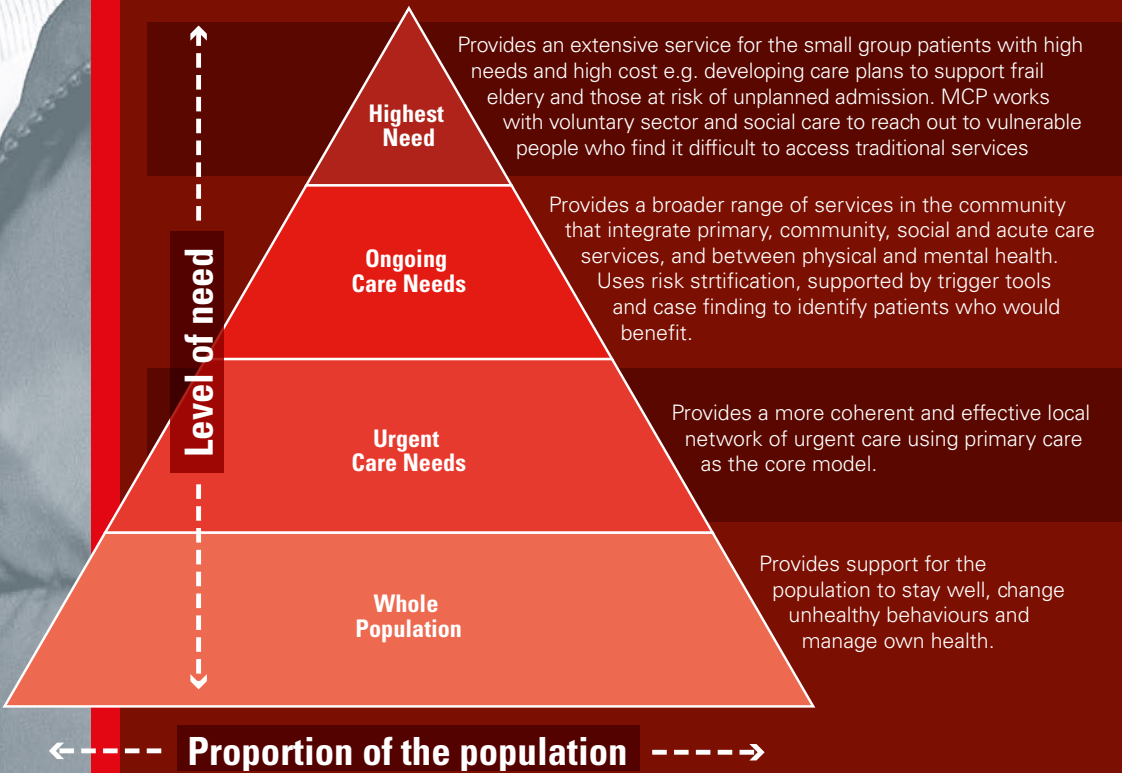 Highest
Need
Provides an extensive service for the small group patients with high
needs and high cost e.g. developing care plans to support frail
eldery and those at risk of unplanned admission. MCP works
with voluntary sector and social care to reach out to vulnerable
people who find it difficult to access traditional services
Level of need
Ongoing
Care Needs
Provides a broader range of services in the community
that integrate primary, community, social and acute care
services, and between physical and mental health.
Uses risk strtification, supported by trigger tools
and case finding to identify patients who would
benefit.
Urgent
Care Needs
Provides a more coherent and effective local
network of urgent care using primary care
as the core model.
Whole
Population
Provides support for the
population to stay well, change
unhealthy behaviours and
manage own health.
Proportion of the population